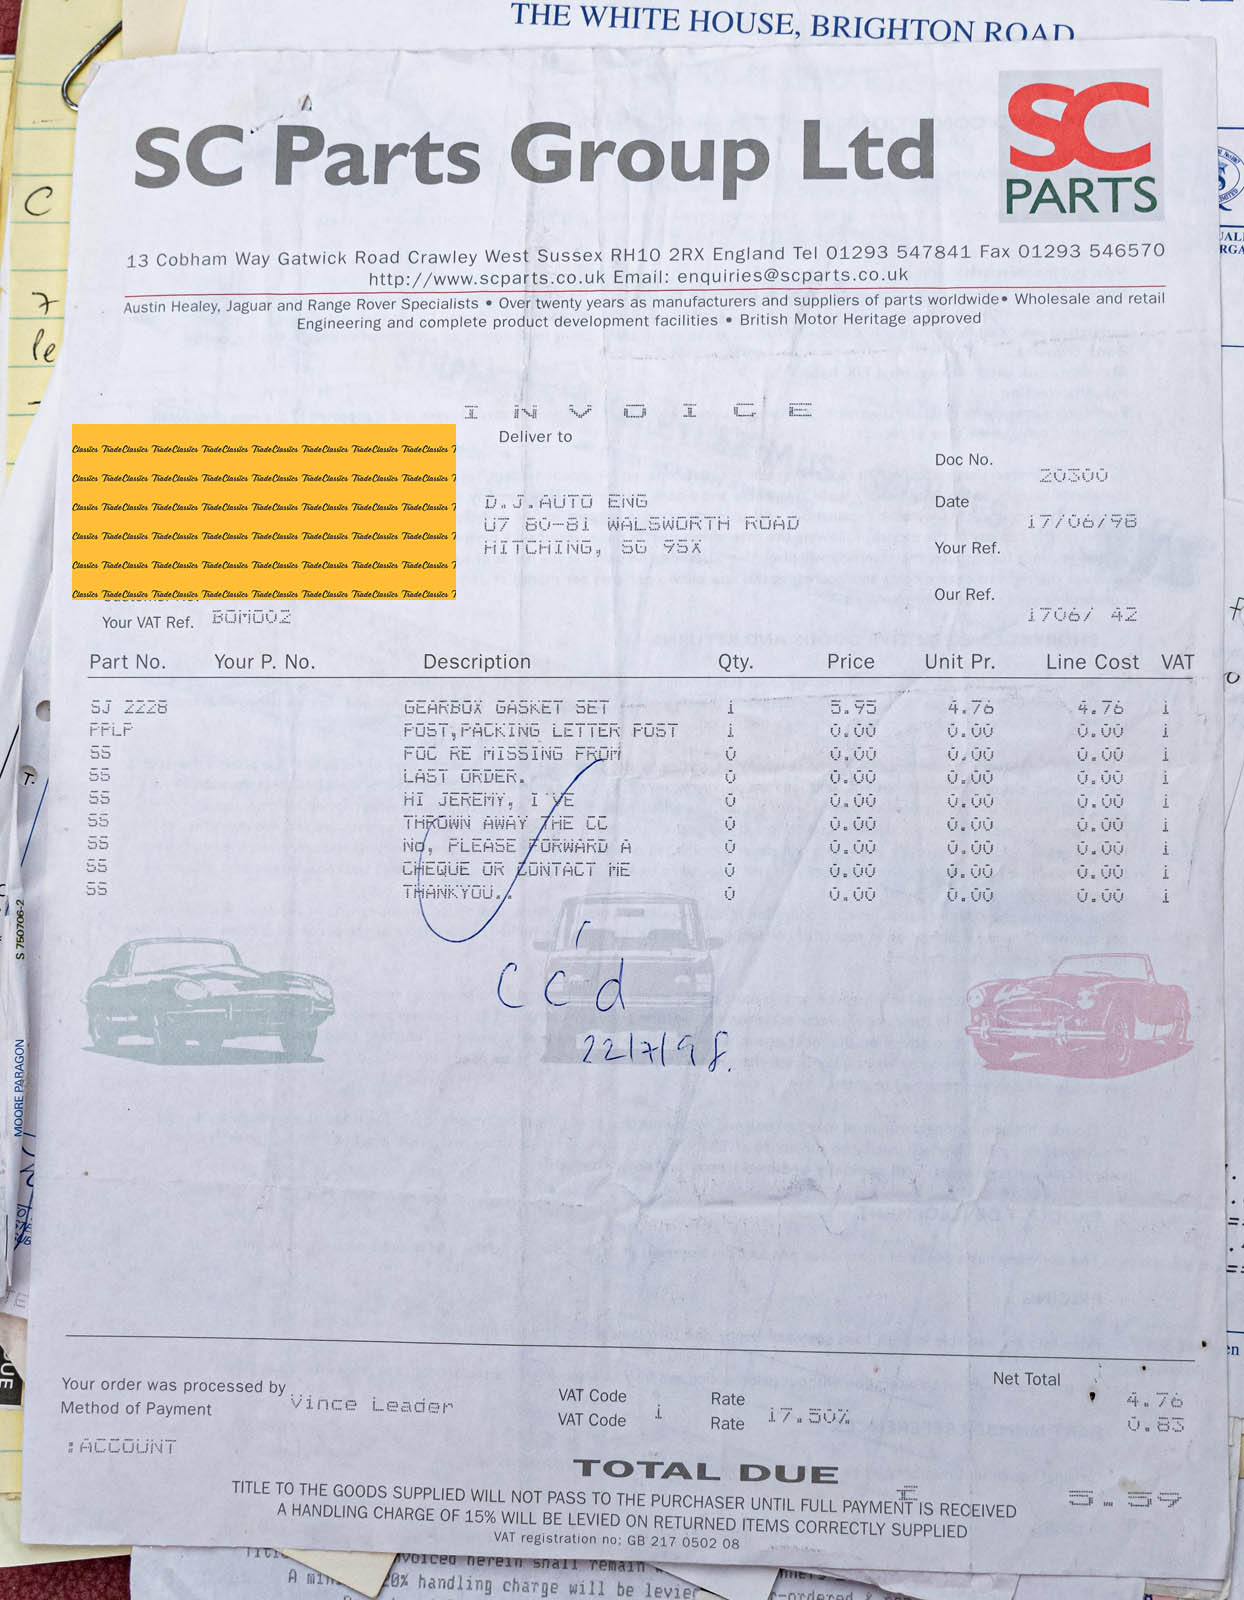 THE WHITE HOUSE, BRIGHTON ROAD
SC Parts Group Ltd
SC
PARTS
13 Cobham Way Gatwick Road Crawley West Sussex RH10 2RX England Tel 01293 547841 Fax 01293 546570
http://www.scparts.co.uk Email: enquiries@scparts.co.uk
Austin Healey, Jaguar and Range Rover Specialists • Over twenty years as manufacturers and suppliers of parts worldwide • Wholesale and retail
Engineering and complete product development facilities • British Motor Heritage approved
I N V O I C E
Deliver to
D.J.AUTO ENG
U7 80-81 WALSWORTH ROAD
HITCHING, SG 9SX
Doc No. 20300
Date 17/06/98
Your Ref.
Our Ref. 1706/ 42
Your VAT Ref. BOM002
Part No. Your P. No. Description Qty. Price Unit Pr. Line Cost VAT
SJ 2228 GEARBOX GASKET SET 1 5.95 4.76 4.76 1
PPLP POST,PACKING LETTER POST 1 0.00 0.00 0.00 1
SS FOC RE MISSING FROM 0 0.00 0.00 0.00 1
SS LAST ORDER. 0 0.00 0.00 0.00 1
SS HI JEREMY, I'VE 0 0.00 0.00 0.00 1
SS THROWN AWAY THE CC 0 0.00 0.00 0.00 1
SS NO, PLEASE FORWARD A 0 0.00 0.00 0.00 1
SS CHEQUE OR CONTACT ME 0 0.00 0.00 0.00 1
SS THANKYOU.. 0 0.00 0.00 0.00 1
C C d
22/7/98.
Your order was processed by Vince Leader
Method of Payment
:ACCOUNT
VAT Code Rate
VAT Code 1 Rate 17.50%
Net Total 4.76
0.83
TOTAL DUE £ 5.59
TITLE TO THE GOODS SUPPLIED WILL NOT PASS TO THE PURCHASER UNTIL FULL PAYMENT IS RECEIVED
A HANDLING CHARGE OF 15% WILL BE LEVIED ON RETURNED ITEMS CORRECTLY SUPPLIED
VAT registration no: GB 217 0502 08
S 750706-2
MOORE PARAGON
herein shall remain
20% handling charge will be levied